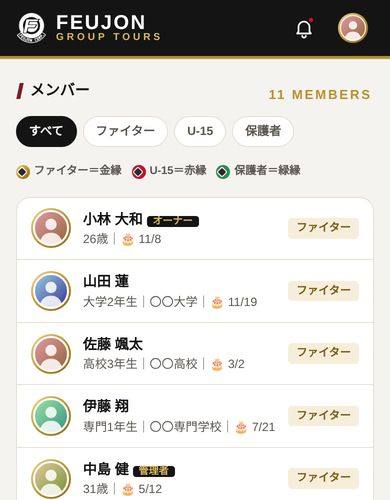 FEUJON
GROUP TOURS
メンバー
11 MEMBERS
すべて
ファイター
U-15
保護者
ファイター＝金縁
U-15＝赤縁
保護者＝緑縁
小林 大和 オーナー
26歳｜🎂 11/8
ファイター
山田 蓮
大学2年生｜〇〇大学｜🎂 11/19
ファイター
佐藤 颯太
高校3年生｜〇〇高校｜🎂 3/2
ファイター
伊藤 翔
専門1年生｜〇〇専門学校｜🎂 7/21
ファイター
中島 健 管理者
31歳｜🎂 5/12
ファイター